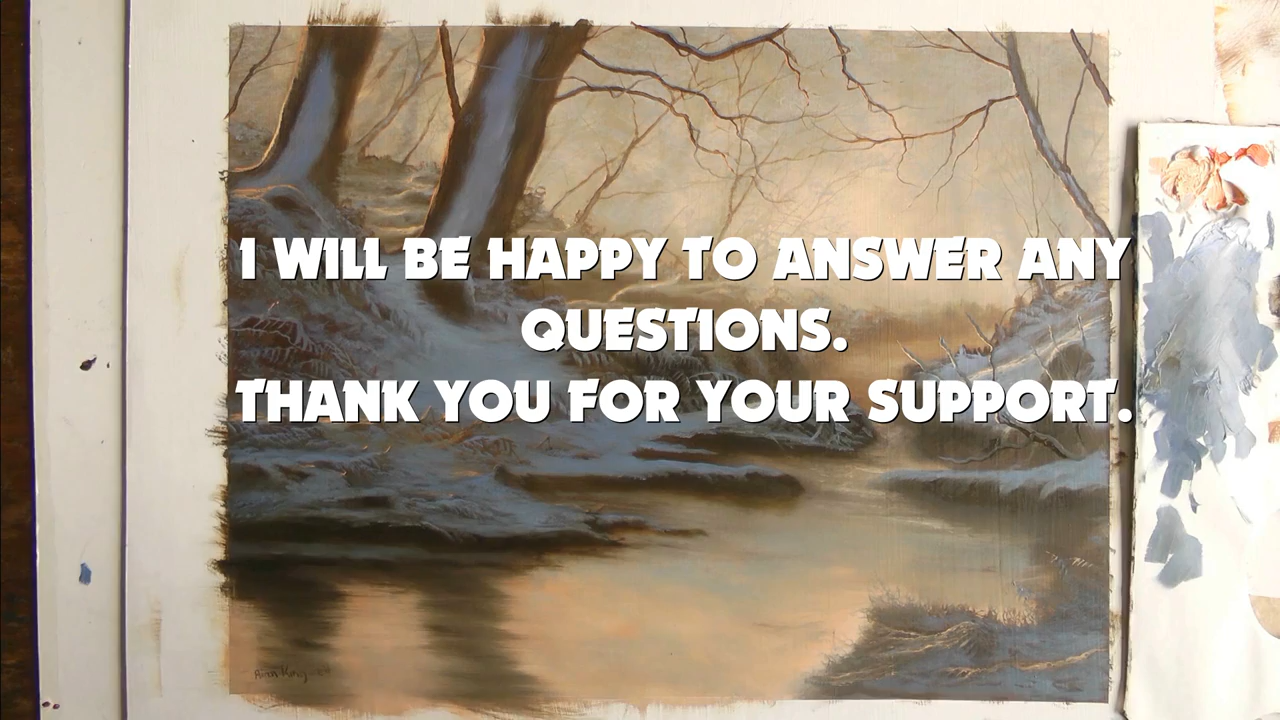 I WILL BE HAPPY TO ANSWER ANY
QUESTIONS.
THANK YOU FOR YOUR SUPPORT.